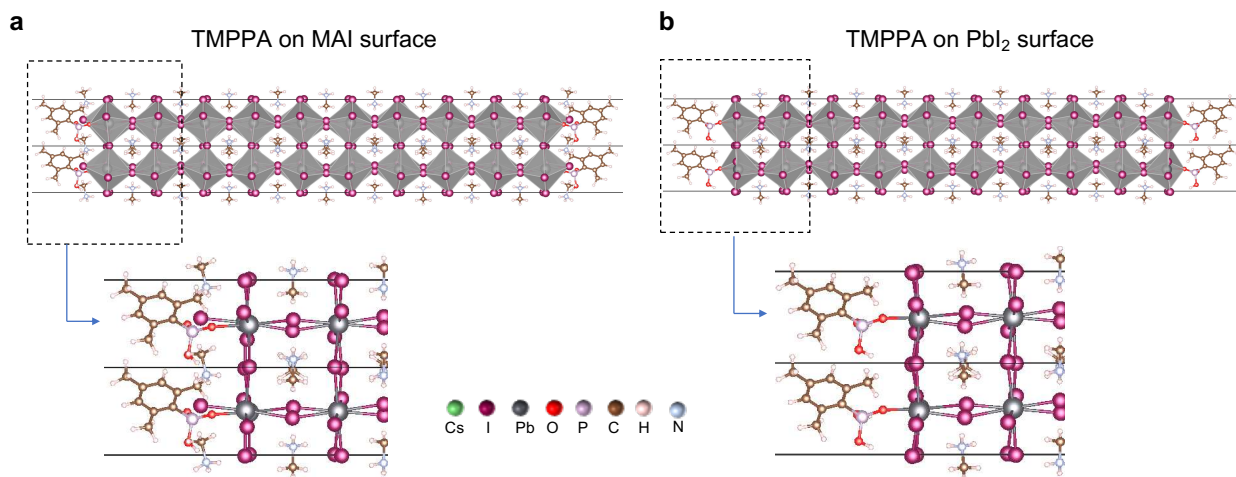 a
TMPPA on MAI surface
b
TMPPA on PbI₂ surface
Cs I Pb O P C H N